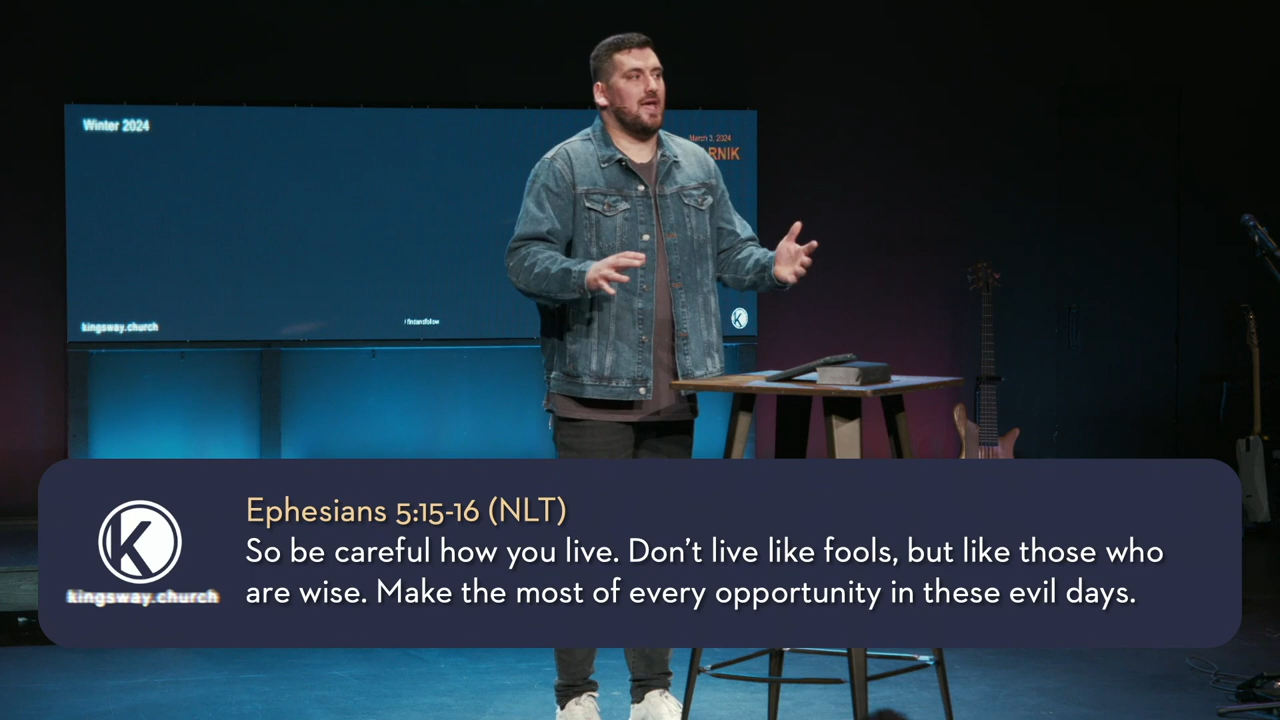 Winter 2024
March 3, 2024
RNIK
kingsway.church
K
Ephesians 5:15-16 (NLT)
So be careful how you live. Don't live like fools, but like those who
are wise. Make the most of every opportunity in these evil days.
K
kingsway.church